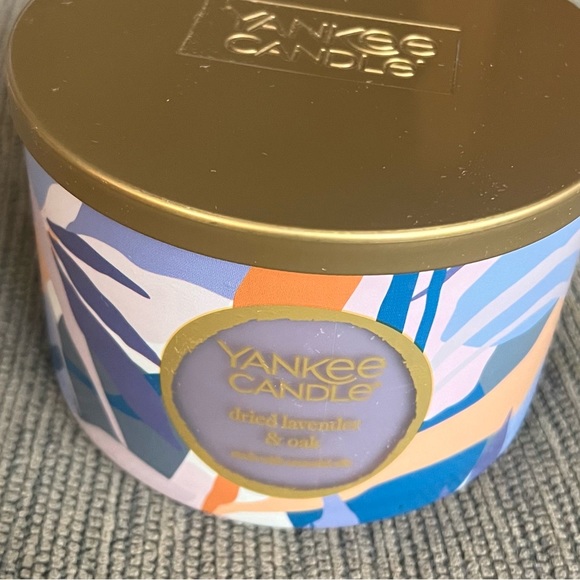 YANKEE
CANDLE®
YANKEE
CANDLE®
dried lavender
& oak